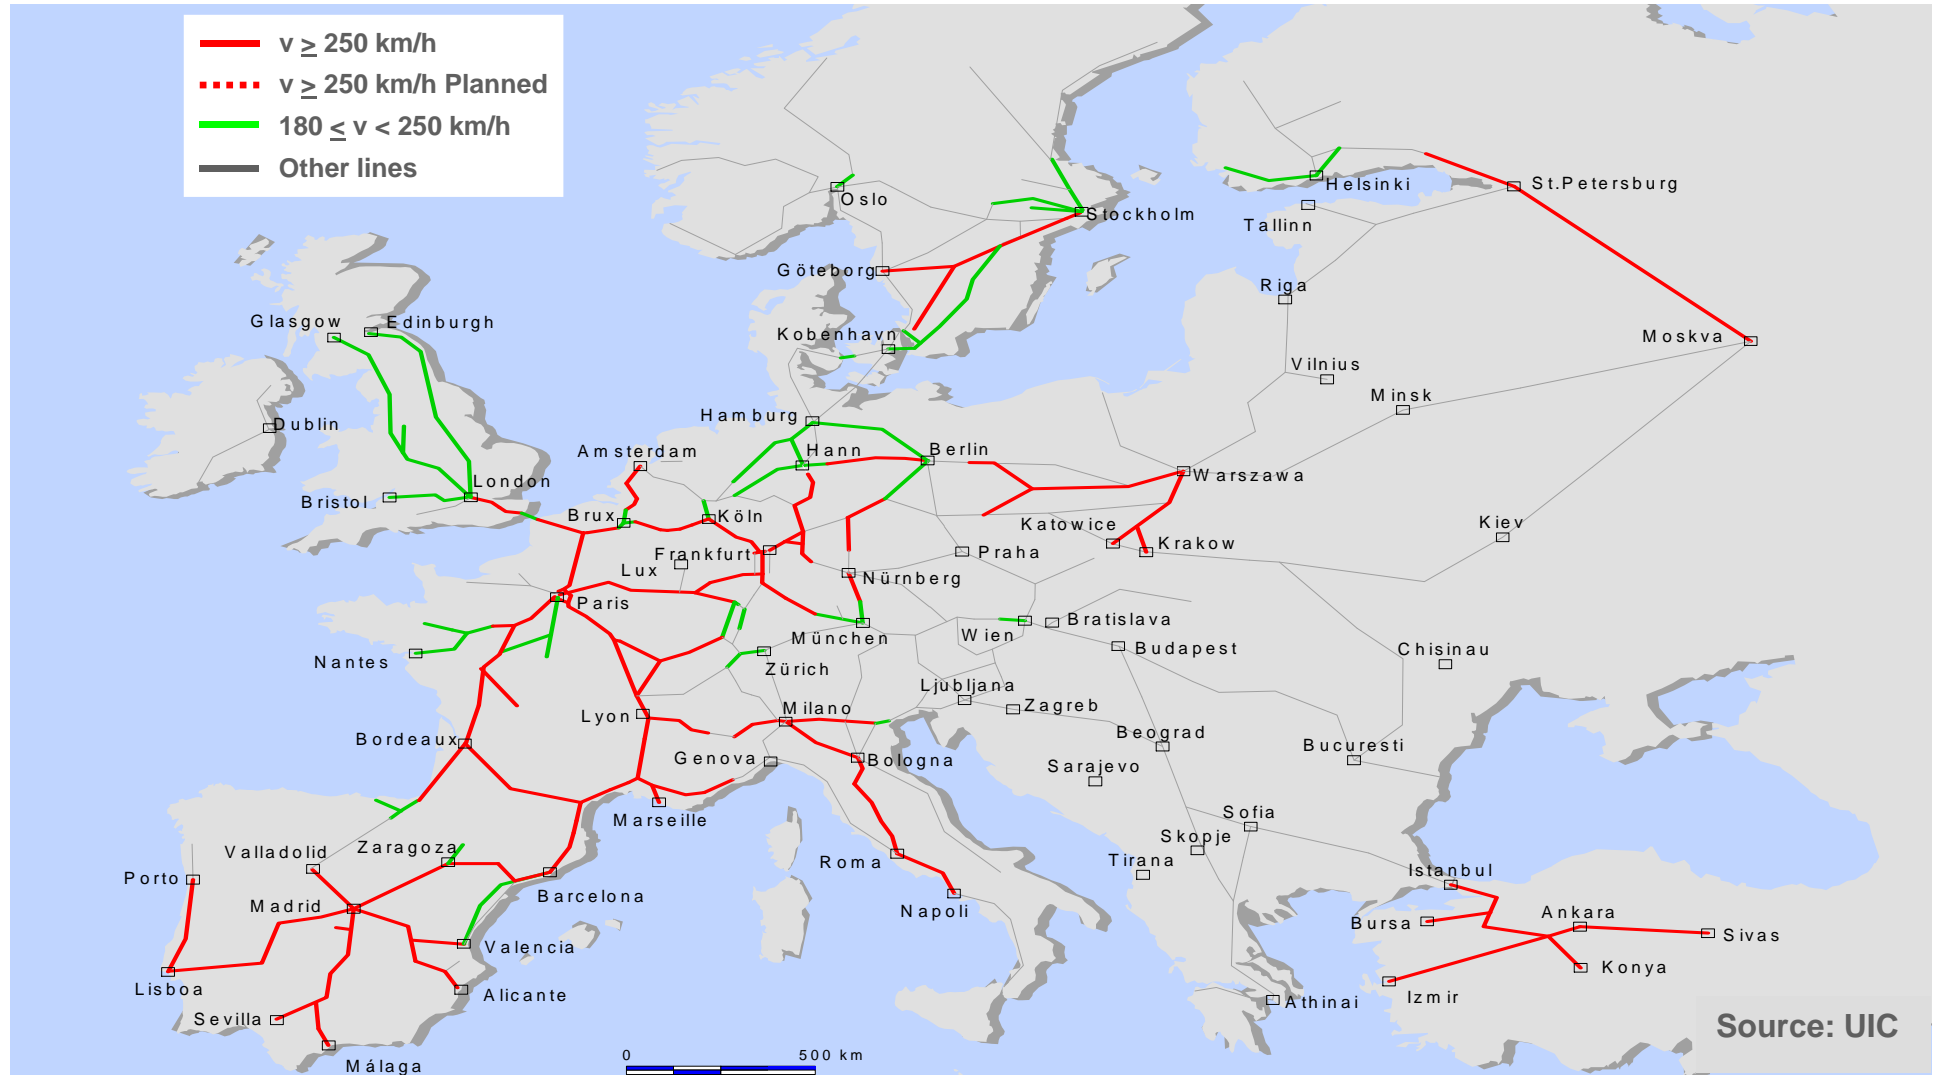 v ≥ 250 km/h
v ≥ 250 km/h Planned
180 ≤ v < 250 km/h
Other lines
Oslo
Helsinki
St.Petersburg
Stockholm
Tallinn
Göteborg
Riga
Glasgow
Edinburgh
Kobenhavn
Moskva
Vilnius
Minsk
Dublin
Hamburg
Amsterdam
Hann
Berlin
Warszawa
London
Bristol
Brux
Köln
Katowice
Kiev
Frankfurt
Praha
Krakow
Lux
Nürnberg
Paris
München
Wien
Bratislava
Nantes
Zürich
Budapest
Chisinau
Ljubljana
Lyon
Milano
Zagreb
Bordeaux
Genova
Bologna
Beograd
Bucuresti
Sarajevo
Marseille
Sofia
Skopje
Valladolid
Zaragoza
Roma
Tirana
Istanbul
Porto
Madrid
Barcelona
Napoli
Bursa
Ankara
Sivas
Valencia
Konya
Lisboa
Alicante
Athinai
Izmir
Sevilla
Source: UIC
Málaga
0 500 km